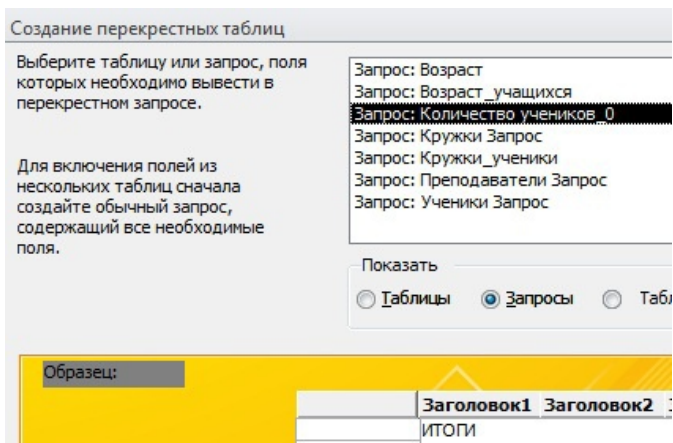 Создание перекрестных таблиц
Выберите таблицу или запрос, поля
которых необходимо вывести в
перекрестном запросе.
Для включения полей из
нескольких таблиц сначала
создайте обычный запрос,
содержащий все необходимые
поля.
Запрос: Возраст
Запрос: Возраст_учащихся
Запрос: Количество учеников_0
Запрос: Кружки Запрос
Запрос: Кружки_ученики
Запрос: Преподаватели Запрос
Запрос: Ученики Запрос
Показать
Таблицы Запросы
Образец:
Заголовок1 Заголовок2
ИТОГИ